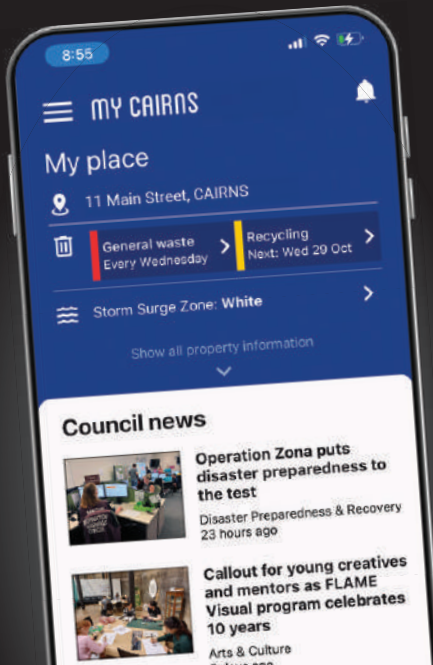 8:55
MY CAIRNS
My place
11 Main Street, CAIRNS
General waste
Every Wednesday
Recycling
Next: Wed 29 Oct
Storm Surge Zone: White
Show all property information
Council news
Operation Zona puts
disaster preparedness to
the test
Disaster Preparedness & Recovery
23 hours ago
Callout for young creatives
and mentors as FLAME
Visual program celebrates
10 years
Arts & Culture
ago